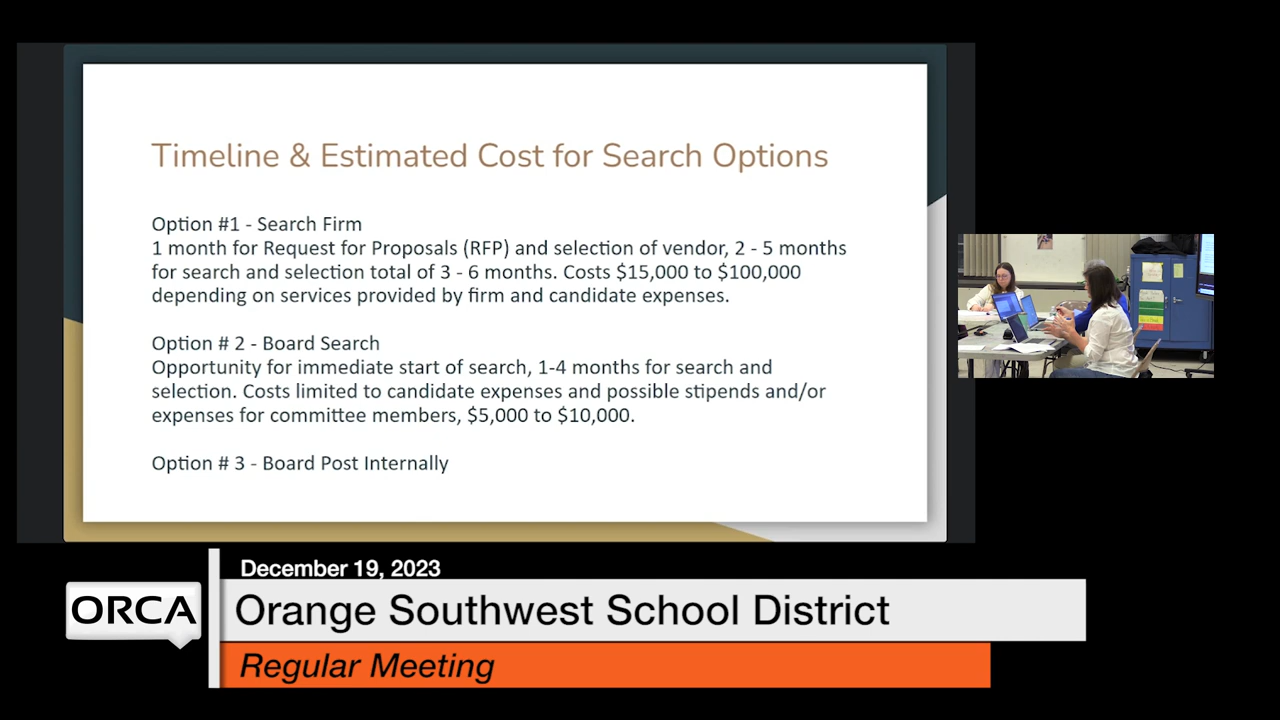 Timeline & Estimated Cost for Search Options
Option #1 - Search Firm
1 month for Request for Proposals (RFP) and selection of vendor, 2 - 5 months
for search and selection total of 3 - 6 months. Costs $15,000 to $100,000
depending on services provided by firm and candidate expenses.
Option # 2 - Board Search
Opportunity for immediate start of search, 1-4 months for search and
selection. Costs limited to candidate expenses and possible stipends and/or
expenses for committee members, $5,000 to $10,000.
Option # 3 - Board Post Internally
December 19, 2023
ORCA
Orange Southwest School District
Regular Meeting